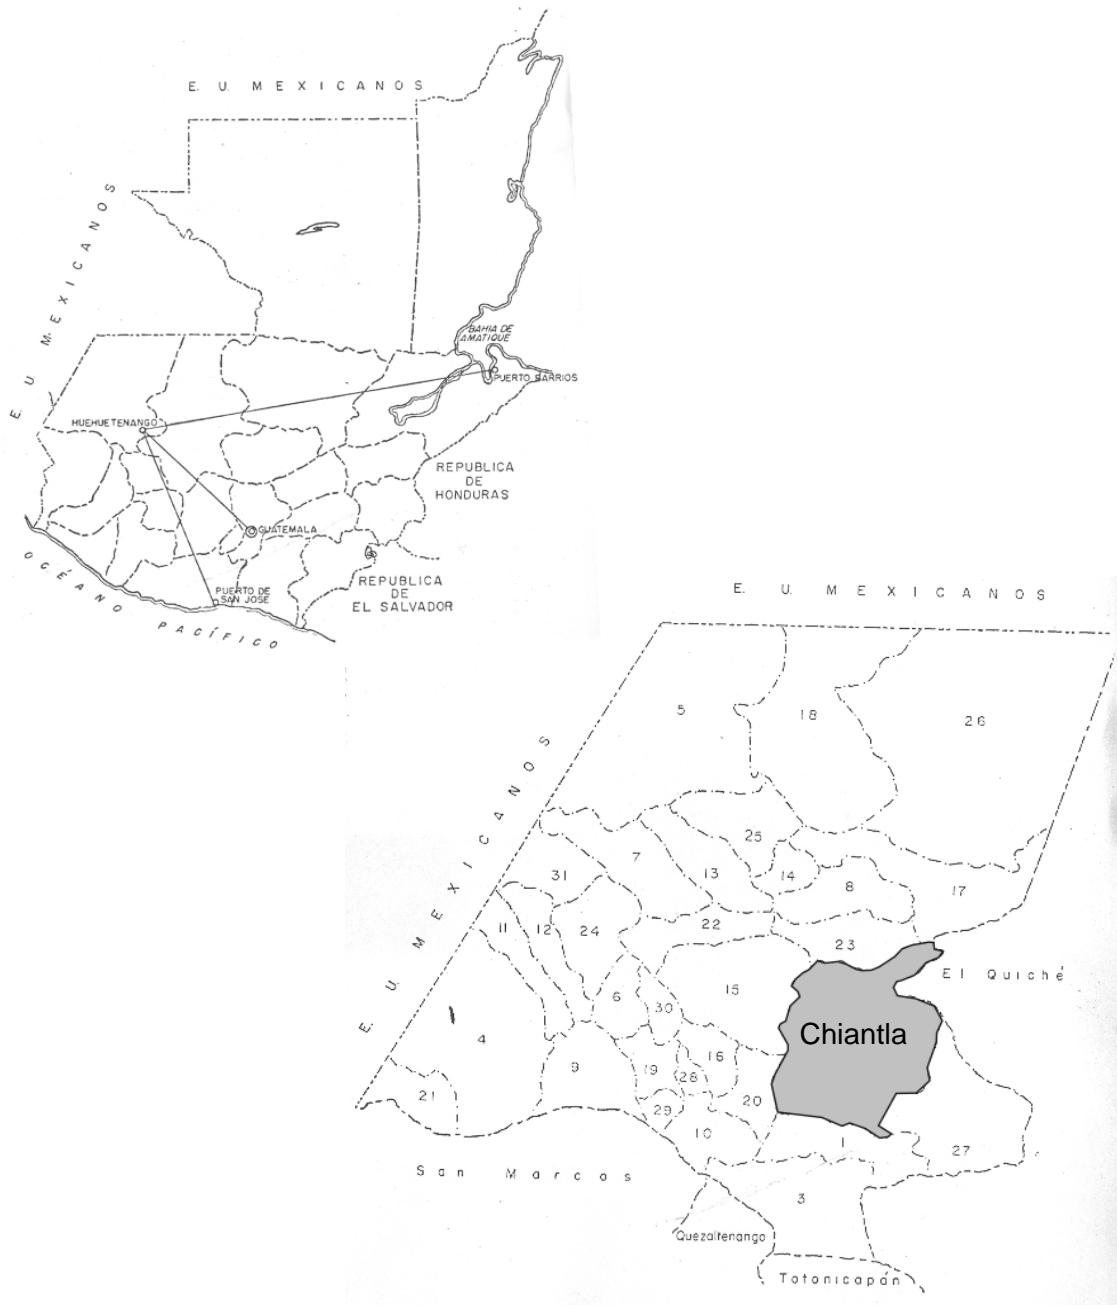 E. U. MEXICANOS
E. U. MEXICANOS
BAHIA DE
AMATIQUE
PUERTO BARRIOS
HUEHUETENANGO
REPUBLICA
DE
HONDURAS
GUATEMALA
REPUBLICA
DE
EL SALVADOR
PUERTO DE
SAN JOSE
OCÉANO PACÍFICO
E. U. MEXICANOS
E. U. MEXICANOS
5
18
26
25
7
13
14
8
17
31
11
12
24
22
23
El Quiché
6
30
15
Chiantla
4
9
19
16
28
21
29
20
10
1
27
San Marcos
3
Quezaltenango
Totonicapán